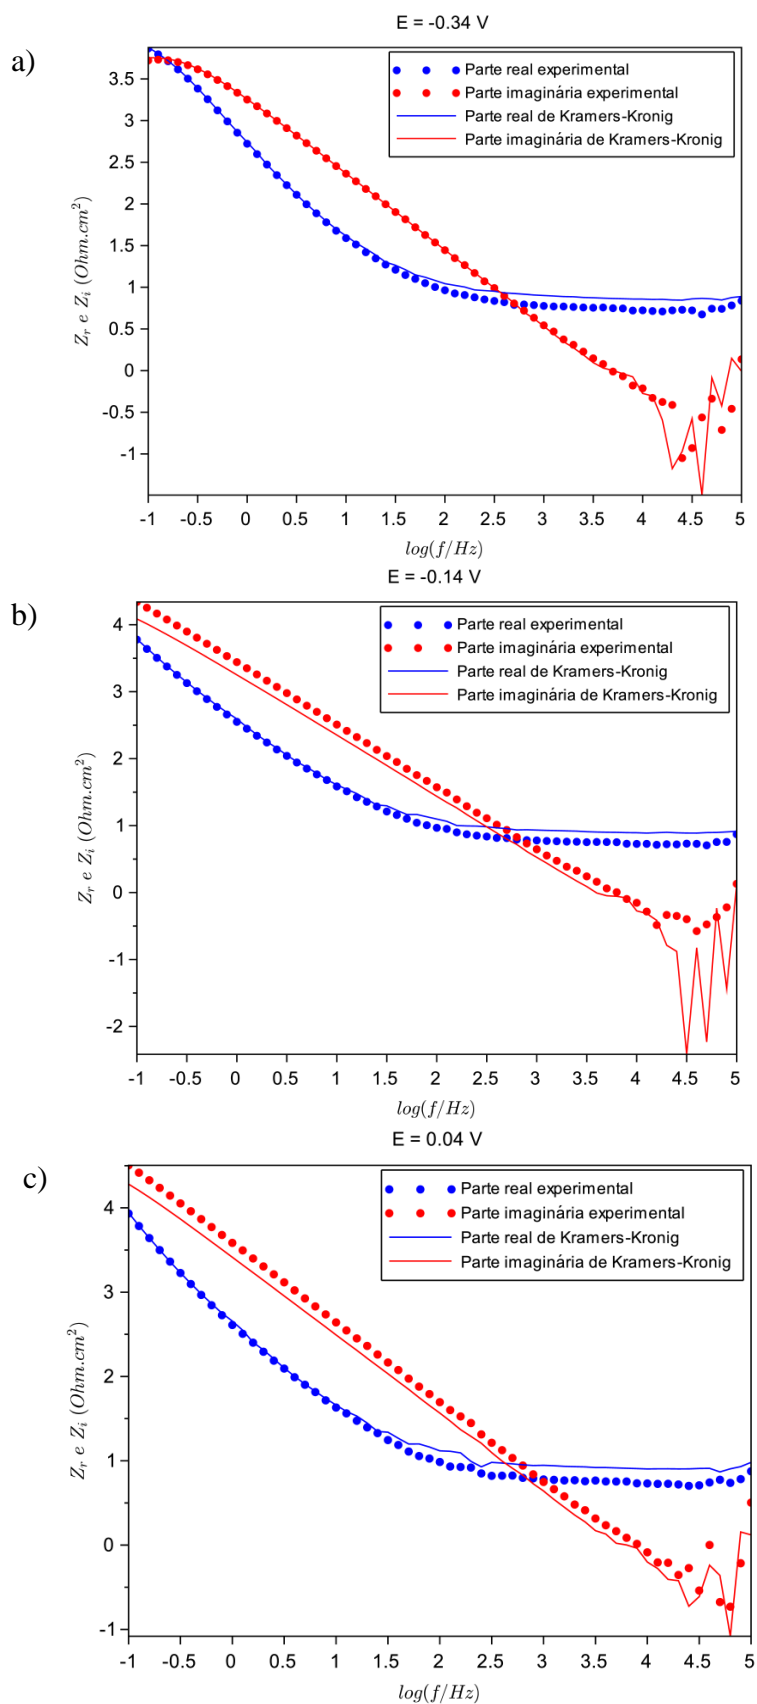 E = -0.34 V
a)
Parte real experimental
Parte imaginária experimental
Parte real de Kramers-Kronig
Parte imaginária de Kramers-Kronig
3.5
3
2.5
2
1.5
1
0.5
0
-0.5
-1
Z_r e Z_i (Ohm.cm^2)
-1 -0.5 0 0.5 1 1.5 2 2.5 3 3.5 4 4.5 5
log(f/Hz)
E = -0.14 V
b)
Parte real experimental
Parte imaginária experimental
Parte real de Kramers-Kronig
Parte imaginária de Kramers-Kronig
4
3
2
1
0
-1
-2
Z_r e Z_i (Ohm.cm^2)
-1 -0.5 0 0.5 1 1.5 2 2.5 3 3.5 4 4.5 5
log(f/Hz)
E = 0.04 V
c)
Parte real experimental
Parte imaginária experimental
Parte real de Kramers-Kronig
Parte imaginária de Kramers-Kronig
4
3
2
1
0
-1
Z_r e Z_i (Ohm.cm^2)
-1 -0.5 0 0.5 1 1.5 2 2.5 3 3.5 4 4.5 5
log(f/Hz)